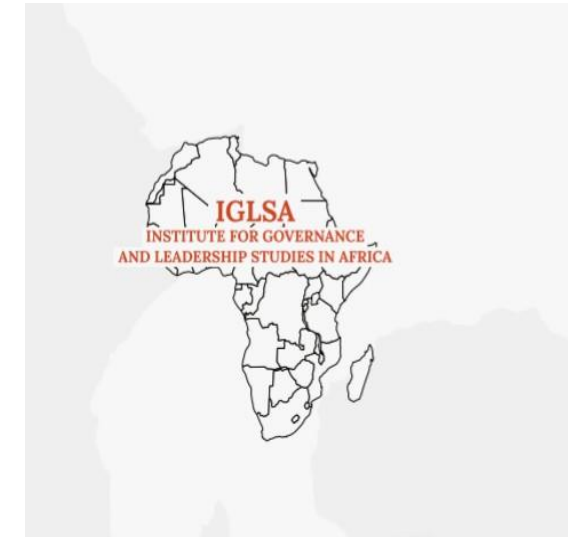 IGLSA
INSTITUTE FOR GOVERNANCE
AND LEADERSHIP STUDIES IN AFRICA